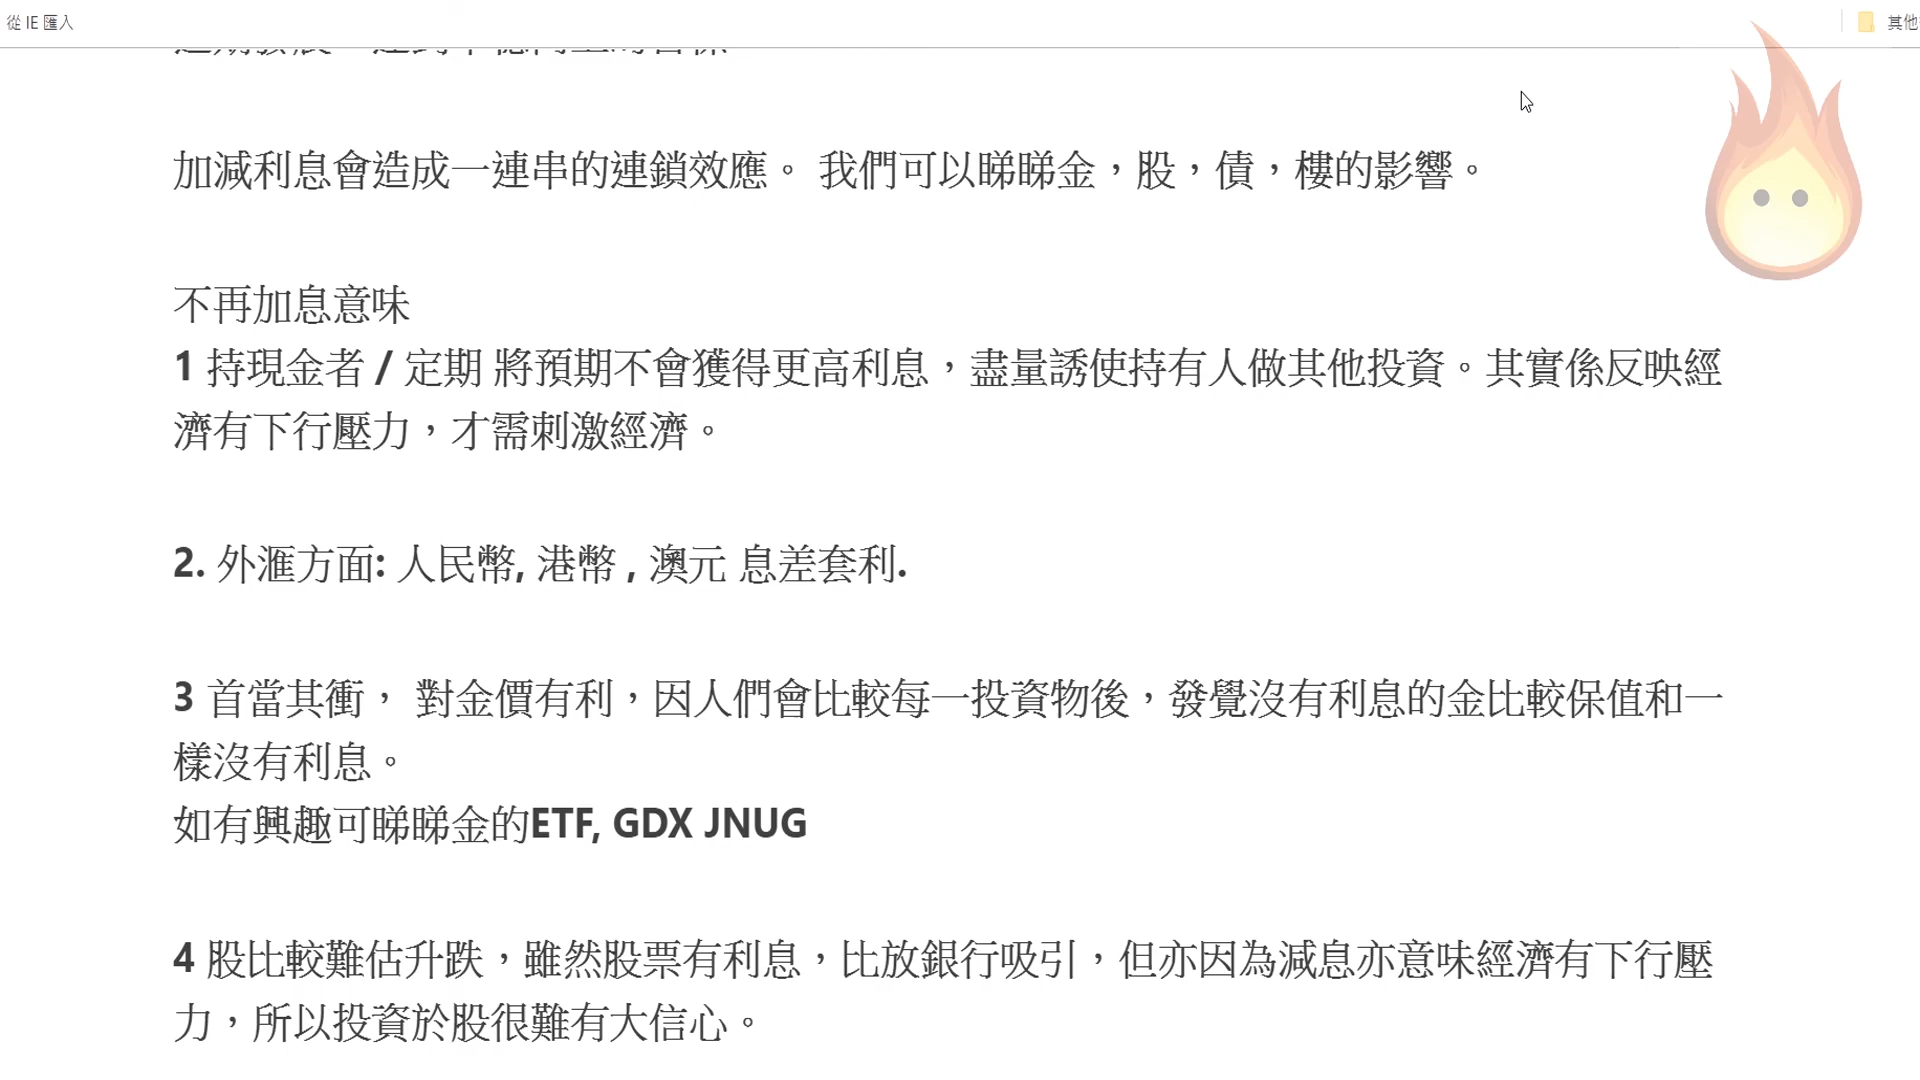 從 IE 匯入
其他
加減利息會造成一連串的連鎖效應。 我們可以睇睇金，股，債，樓的影響。
不再加息意味
1 持現金者 / 定期 將預期不會獲得更高利息，盡量誘使持有人做其他投資。其實係反映經
濟有下行壓力，才需刺激經濟。
2. 外滙方面: 人民幣, 港幣 , 澳元 息差套利.
3 首當其衝， 對金價有利，因人們會比較每一投資物後，發覺沒有利息的金比較保值和一
樣沒有利息。
如有興趣可睇睇金的ETF, GDX JNUG
4 股比較難估升跌，雖然股票有利息，比放銀行吸引，但亦因為減息亦意味經濟有下行壓
力，所以投資於股很難有大信心。